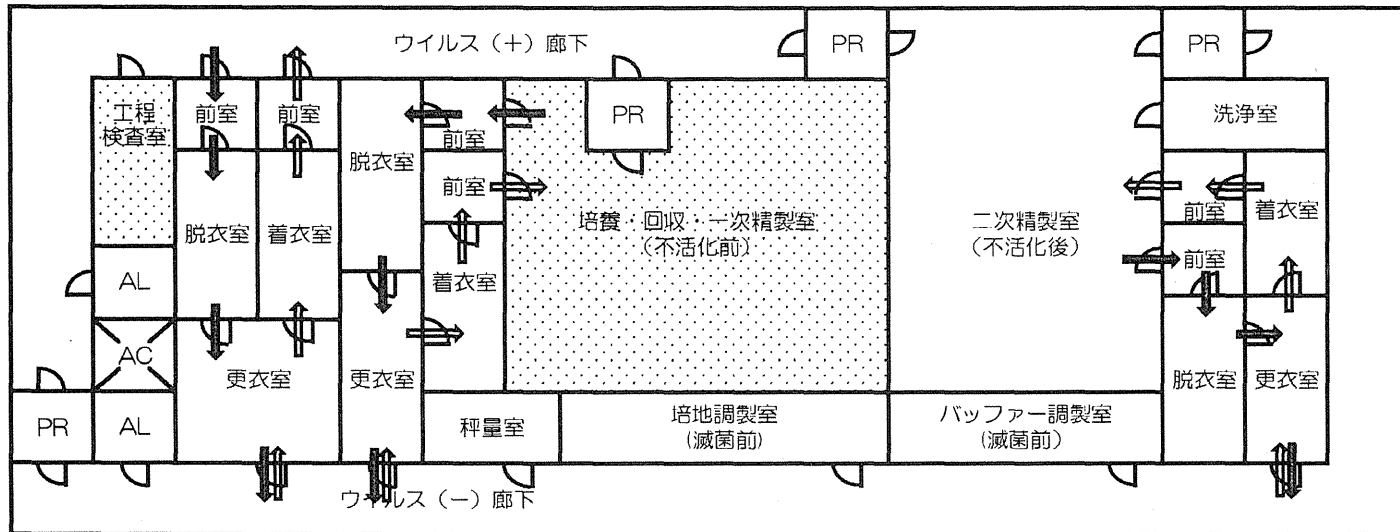 ウイルス（＋）廊下
PR
PR
工程
検査室
前室
前室
脱衣室
前室
PR
洗浄室
前室
脱衣室
着衣室
培養・回収・一次精製室
（不活化前）
二次精製室
（不活化後）
前室
着衣室
前室
AL
着衣室
AC
更衣室
更衣室
脱衣室
更衣室
PR
AL
秤量室
培地調製室
(滅菌前)
バッファー調製室
(滅菌前)
ウイルス（－）廊下